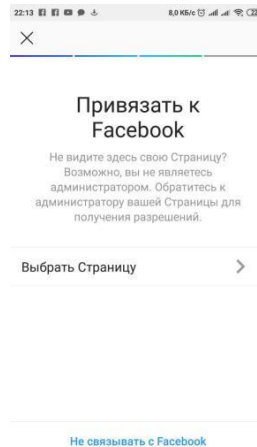 22:13 8,0 КБ/с
Привязать к
Facebook
Не видите здесь свою Страницу?
Возможно, вы не являетесь
администратором. Обратитесь к
администратору вашей Страницы для
получения разрешений.
Выбрать Страницу
Не связывать с Facebook